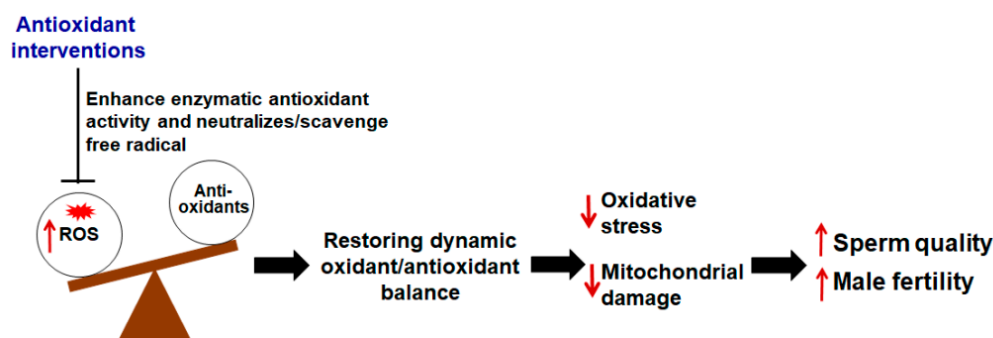 Antioxidant
interventions
Enhance enzymatic antioxidant
activity and neutralizes/scavenge
free radical
Anti-
oxidants
ROS
Restoring dynamic
oxidant/antioxidant
balance
Oxidative
stress
Mitochondrial
damage
Sperm quality
Male fertility